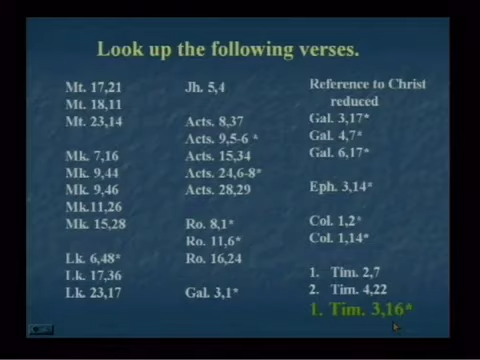 Look up the following verses.
Mt. 17,21
Mt. 18,11
Mt. 23,14
Mk. 7,16
Mk. 9,44
Mk. 9,46
Mk.11,26
Mk. 15,28
Lk. 6,48*
Lk. 17,36
Lk. 23,17
Jh. 5,4
Acts. 8,37
Acts. 9,5-6 *
Acts. 15,34
Acts. 24,6-8*
Acts. 28,29
Ro. 8,1*
Ro. 11,6*
Ro. 16,24
Gal. 3,1*
Reference to Christ
reduced
Gal. 3,17*
Gal. 4,7*
Gal. 6,17*
Eph. 3,14*
Col. 1,2*
Col. 1,14*
1. Tim. 2,7
2. Tim. 4,22
1. Tim. 3,16*